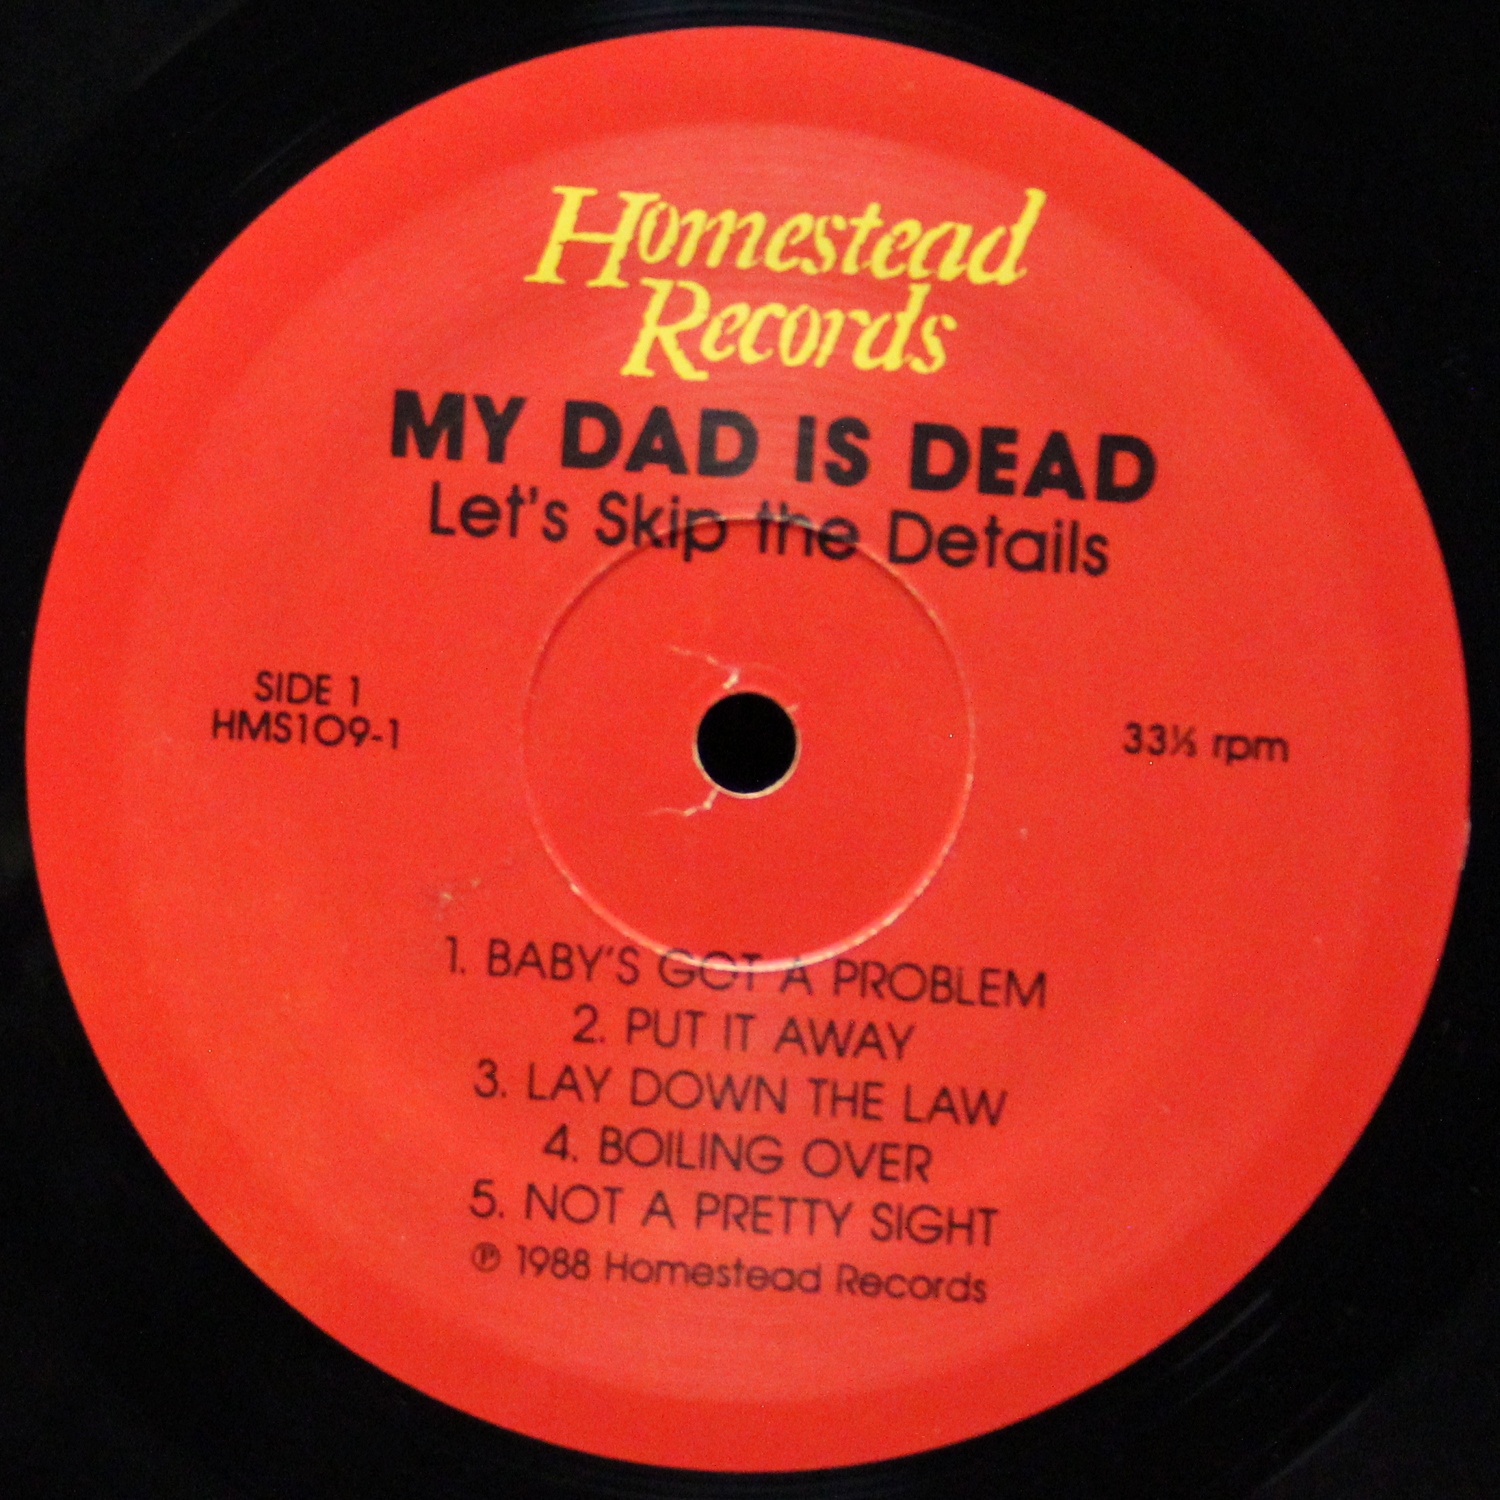 Homestead
Records
MY DAD IS DEAD
Let's Skip the Details
SIDE 1
HMS109-1
33⅓ rpm
1. BABY'S GOT A PROBLEM
2. PUT IT AWAY
3. LAY DOWN THE LAW
4. BOILING OVER
5. NOT A PRETTY SIGHT
℗ 1988 Homestead Records